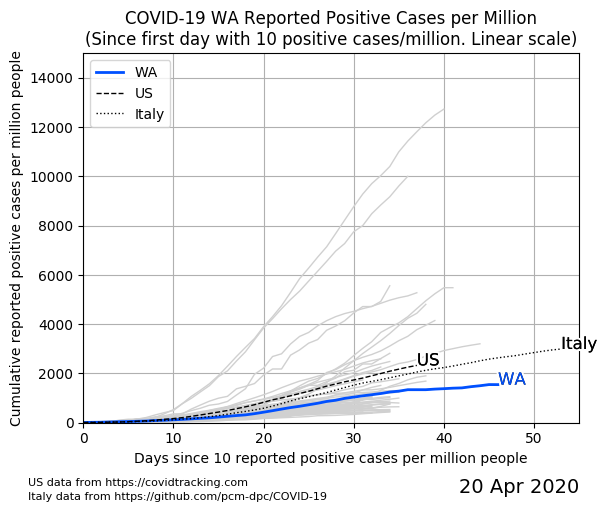 COVID-19 WA Reported Positive Cases per Million
(Since first day with 10 positive cases/million. Linear scale)
Cumulative reported positive cases per million people
14000
12000
10000
8000
6000
4000
2000
0
WA
US
Italy
Italy
US
WA
0 10 20 30 40 50
Days since 10 reported positive cases per million people
US data from https://covidtracking.com
Italy data from https://github.com/pcm-dpc/COVID-19
20 Apr 2020